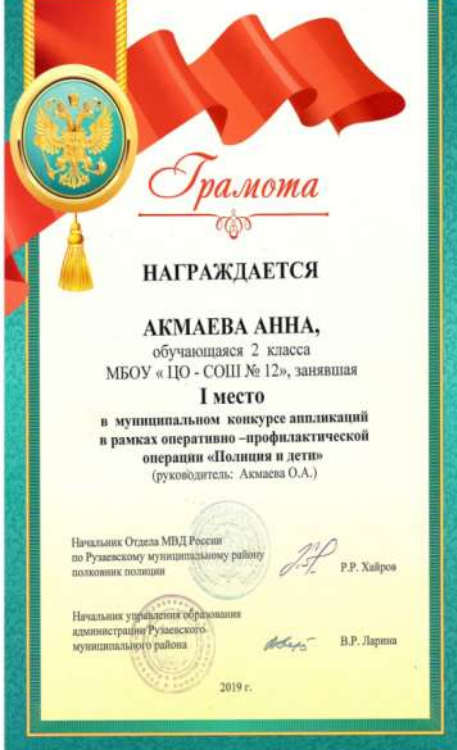 Грамота
НАГРАЖДАЕТСЯ
АКМАЕВА АННА,
обучающаяся 2 класса
МБОУ « ЦО - СОШ № 12», занявшая
I место
в муниципальном конкурсе аппликаций
в рамках оперативно –профилактической
операции «Полиция и дети»
(руководитель: Акмаева О.А.)
Начальник Отдела МВД России
по Рузаевскому муниципальному району
полковник полиции
Р.Р. Хайров
Начальник управления образования
администрации Рузаевского
муниципального района
В.Р. Ларина
2019 г.